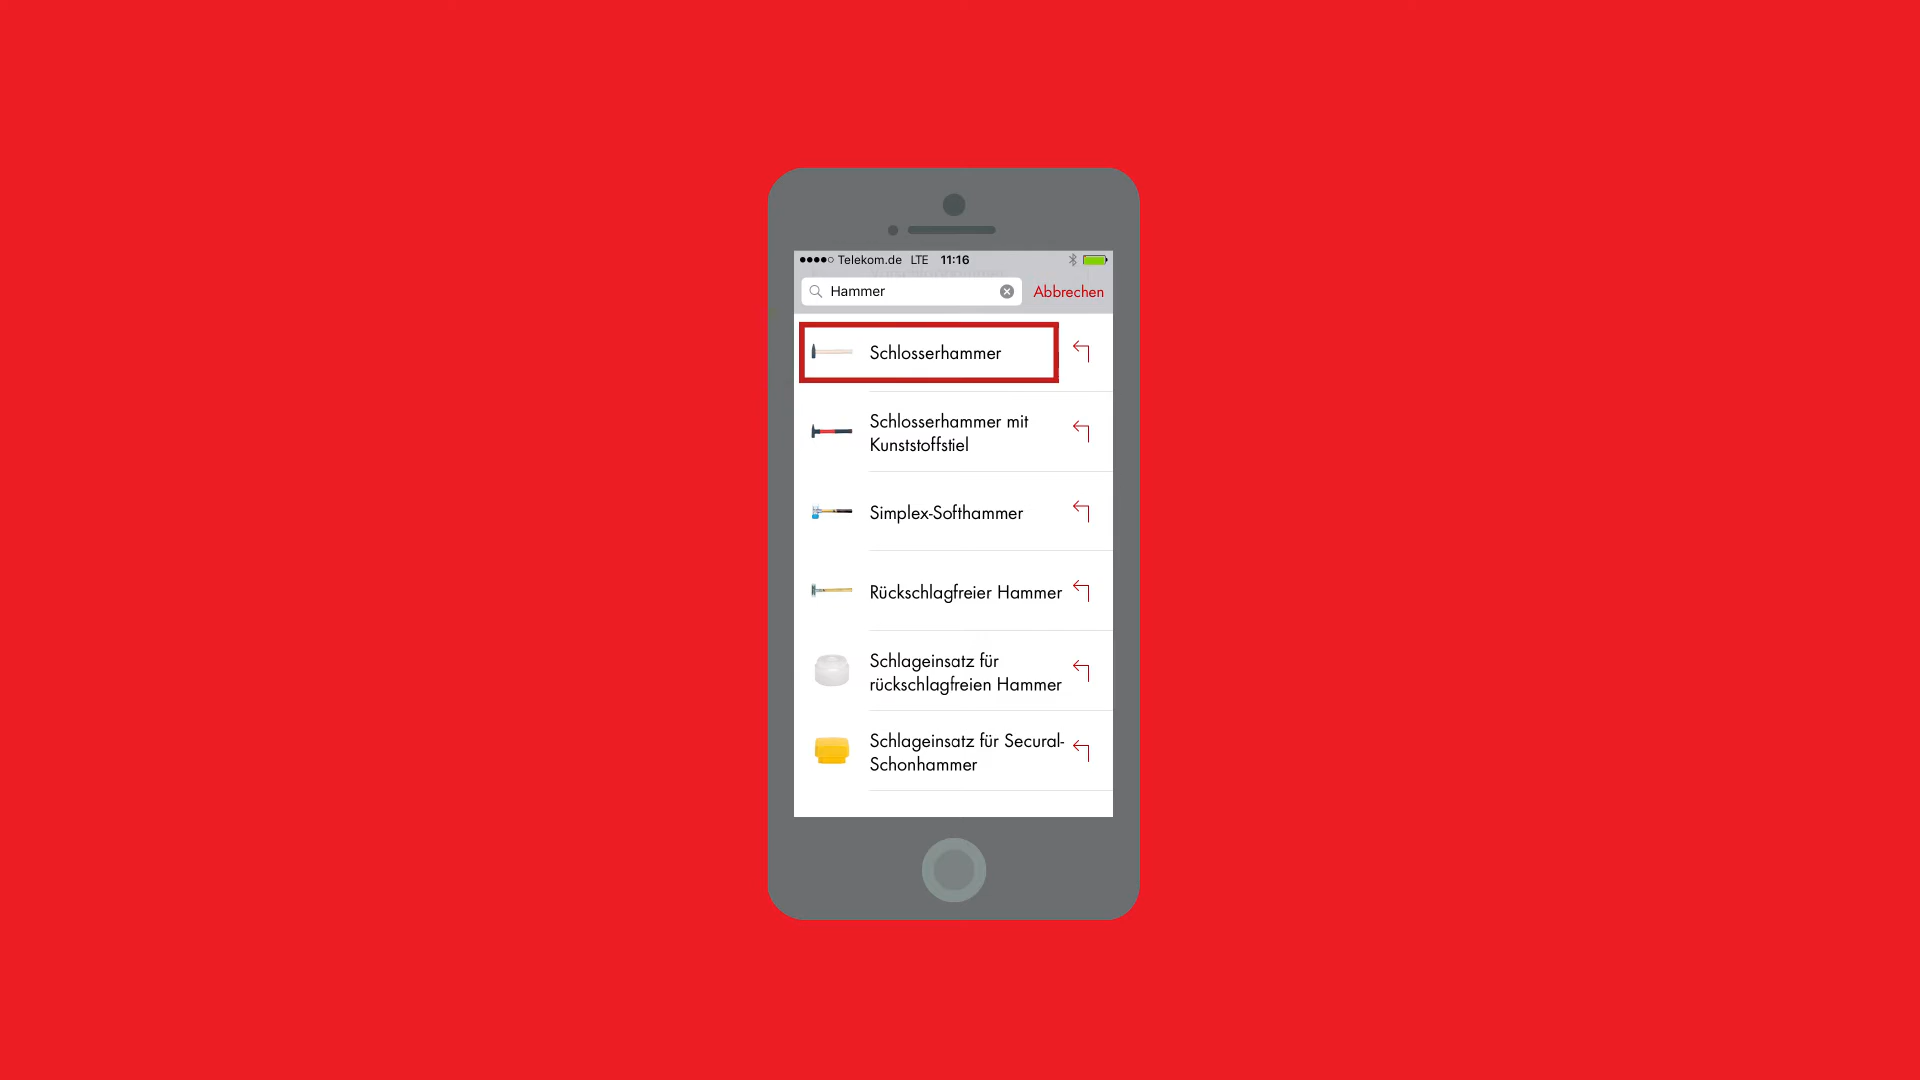 Telekom.de LTE 11:16
Hammer
Abbrechen
Schlosserhammer
Schlosserhammer mit
Kunststoffstiel
Simplex-Softhammer
Rückschlagfreier Hammer
Schlageinsatz für
rückschlagfreien Hammer
Schlageinsatz für Secural-
Schonhammer